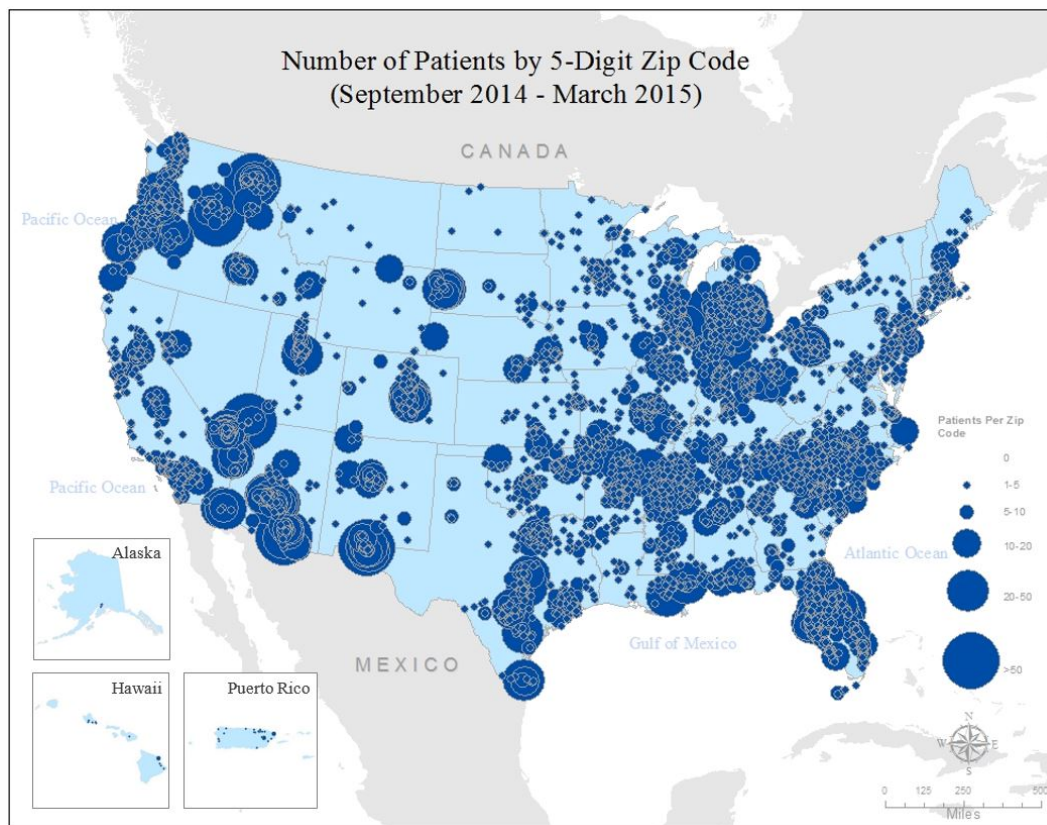 Number of Patients by 5-Digit Zip Code
(September 2014 - March 2015)
CANADA
Pacific Ocean
Patients Per Zip
Code
0
1-5
5-10
10-20
20-50
>50
Pacific Ocean
Atlantic Ocean
Gulf of Mexico
MEXICO
Alaska
Hawaii
Puerto Rico
N
W
E
S
0
125
250
500
Miles